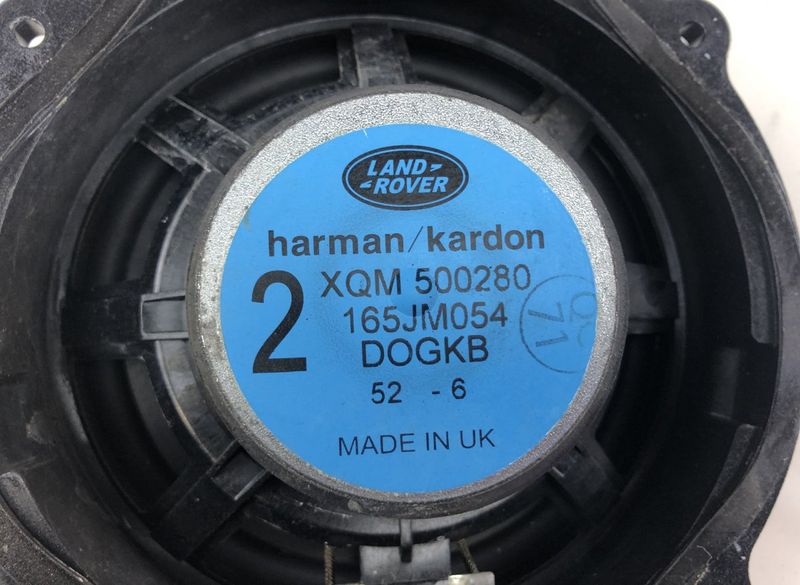 LAND-
-ROVER
harman/kardon
2
XQM 500280
165JM054
DOGKB
52 - 6
MADE IN UK